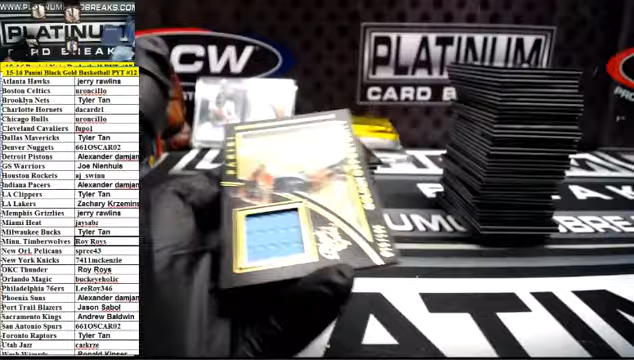 WWW.PLATINUM
PLATINUM
CARD BREAK
15-16 Panini Black Gold Basketball PYT #12
Atlanta Hawks jerry rawlins
Boston Celtics uroncillo
Brooklyn Nets Tyler Tan
Charlotte Hornets dacardz1
Chicago Bulls uroncillo
Cleveland Cavaliers fupo1
Dallas Mavericks Tyler Tan
Denver Nuggets 661OSCAR02
Detroit Pistons Alexander damjan
GS Warriors Joe Nienhuis
Houston Rockets aj_swinn
Indiana Pacers Alexander damjan
LA Clippers Tyler Tan
LA Lakers Zachary Krzemins
Memphis Grizzlies jerry rawlins
Miami Heat jaysabz
Milwaukee Bucks Tyler Tan
Minn. Timberwolves Roy Roys
New Orl. Pelicans spree43
New York Knicks 7411mckenzie
OKC Thunder Roy Roys
Orlando Magic buckeyeholic
Philadelphia 76ers LeeRoy346
Phoenix Suns Alexander damjan
Port Trail Blazers Jason Sabol
Sacramento Kings Andrew Baldwin
San Antonio Spurs 661OSCAR02
Toronto Raptors Tyler Tan
Utah Jazz
CW
PLATINUM
CARD B